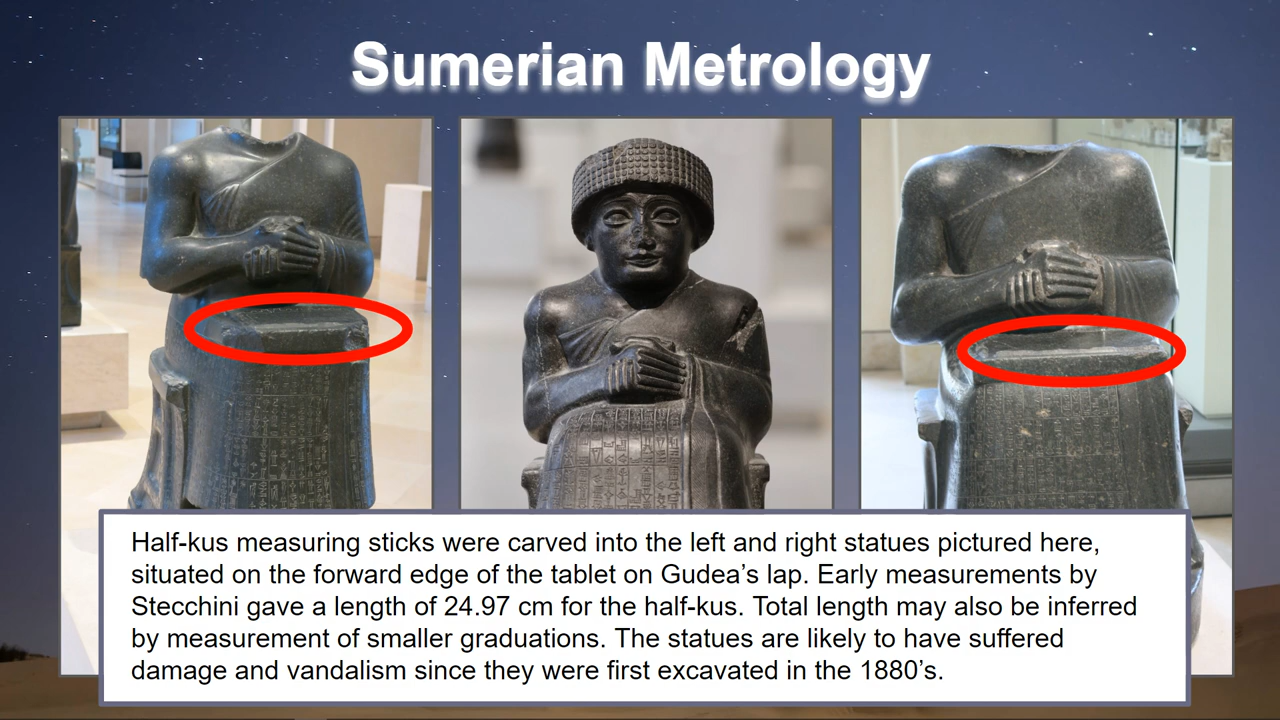 Sumerian Metrology
Half-kus measuring sticks were carved into the left and right statues pictured here,
situated on the forward edge of the tablet on Gudea’s lap. Early measurements by
Stecchini gave a length of 24.97 cm for the half-kus. Total length may also be inferred
by measurement of smaller graduations. The statues are likely to have suffered
damage and vandalism since they were first excavated in the 1880’s.